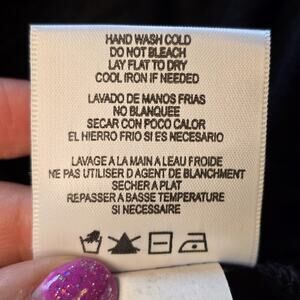 HAND WASH COLD
DO NOT BLEACH
LAY FLAT TO DRY
COOL IRON IF NEEDED
LAVADO DE MANOS FRIAS
NO BLANQUEE
SECAR CON POCO CALOR
EL HIERRO FRIO SI ES NECESARIO
LAVAGE A LA MAIN A LEAU FROIDE
NE PAS UTILISER D AGENT DE BLANCHMENT
SECHER A PLAT
REPASSER A BASSE TEMPERATURE
SI NECESSAIRE